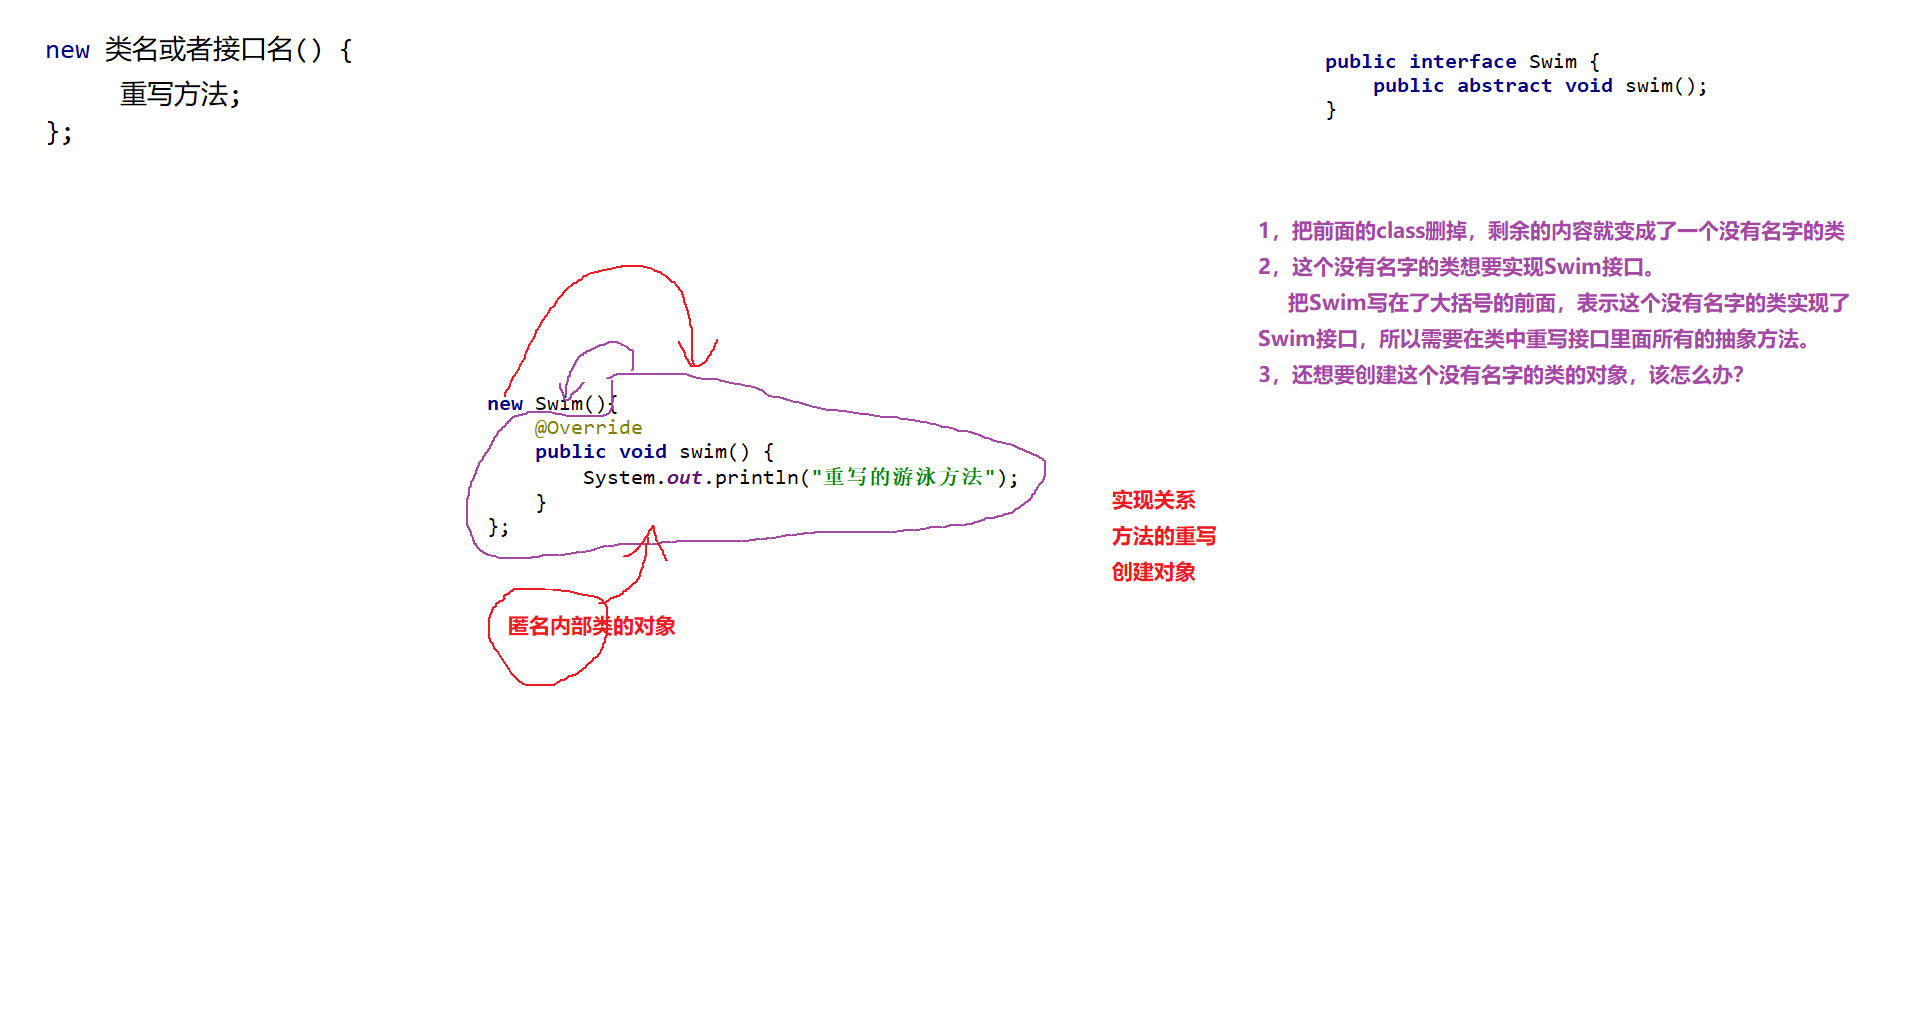 new 类名或者接口名() {
重写方法;
};
public interface Swim {
public abstract void swim();
}
1，把前面的class删掉，剩余的内容就变成了一个没有名字的类
2，这个没有名字的类想要实现Swim接口。
把Swim写在了大括号的前面，表示这个没有名字的类实现了
Swim接口，所以需要在类中重写接口里面所有的抽象方法。
3，还想要创建这个没有名字的类的对象，该怎么办？
new Swim(){
@Override
public void swim() {
System.out.println("重写的游泳方法");
}
};
实现关系
方法的重写
创建对象
匿名内部类的对象